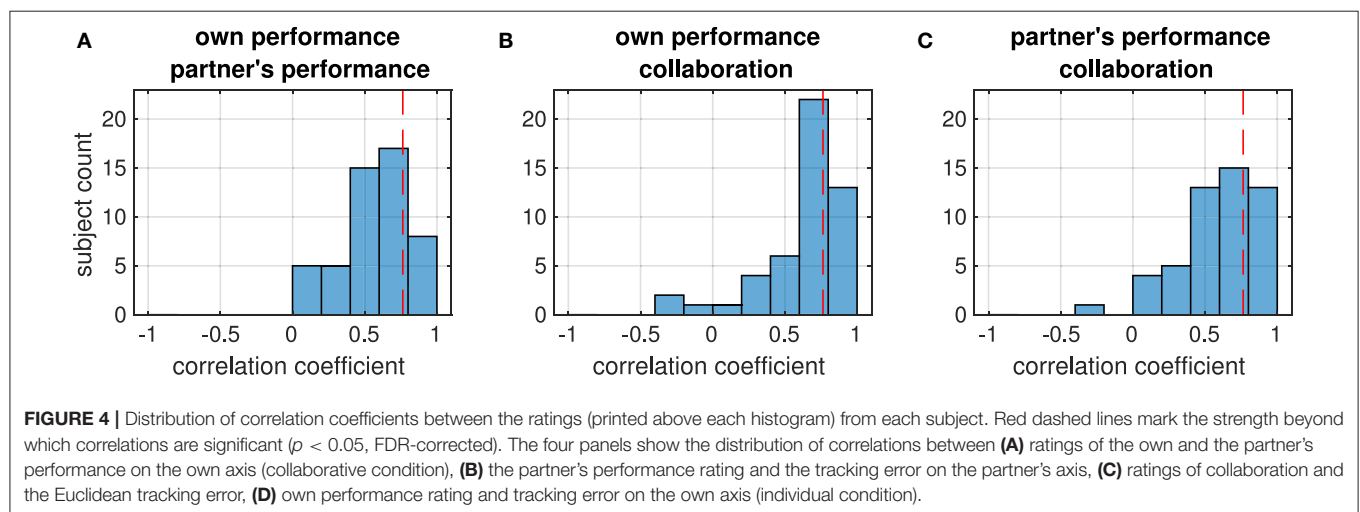 A own performance
partner's performance
B own performance
collaboration
C partner's performance
collaboration
subject count
20
15
10
5
0
-1 -0.5 0 0.5 1
correlation coefficient
20
15
10
5
0
-1 -0.5 0 0.5 1
correlation coefficient
20
15
10
5
0
-1 -0.5 0 0.5 1
correlation coefficient
FIGURE 4 | Distribution of correlation coefficients between the ratings (printed above each histogram) from each subject. Red dashed lines mark the strength beyond
which correlations are significant (p < 0.05, FDR-corrected). The four panels show the distribution of correlations between (A) ratings of the own and the partner's
performance on the own axis (collaborative condition), (B) the partner's performance rating and the tracking error on the partner's axis, (C) ratings of collaboration and
the Euclidean tracking error, (D) own performance rating and tracking error on the own axis (individual condition).